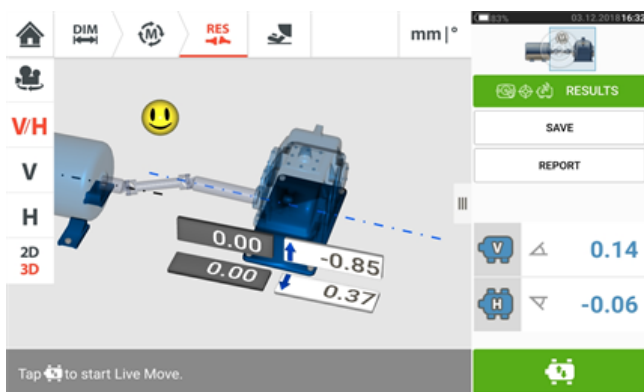 DIM
M
RES
mm|°
83%
03.12.2018 16:32
RESULTS
SAVE
REPORT
V/H
V
H
2D
3D
0.00
-0.85
0.00
0.37
V
0.14
H
-0.06
Tap to start Live Move.